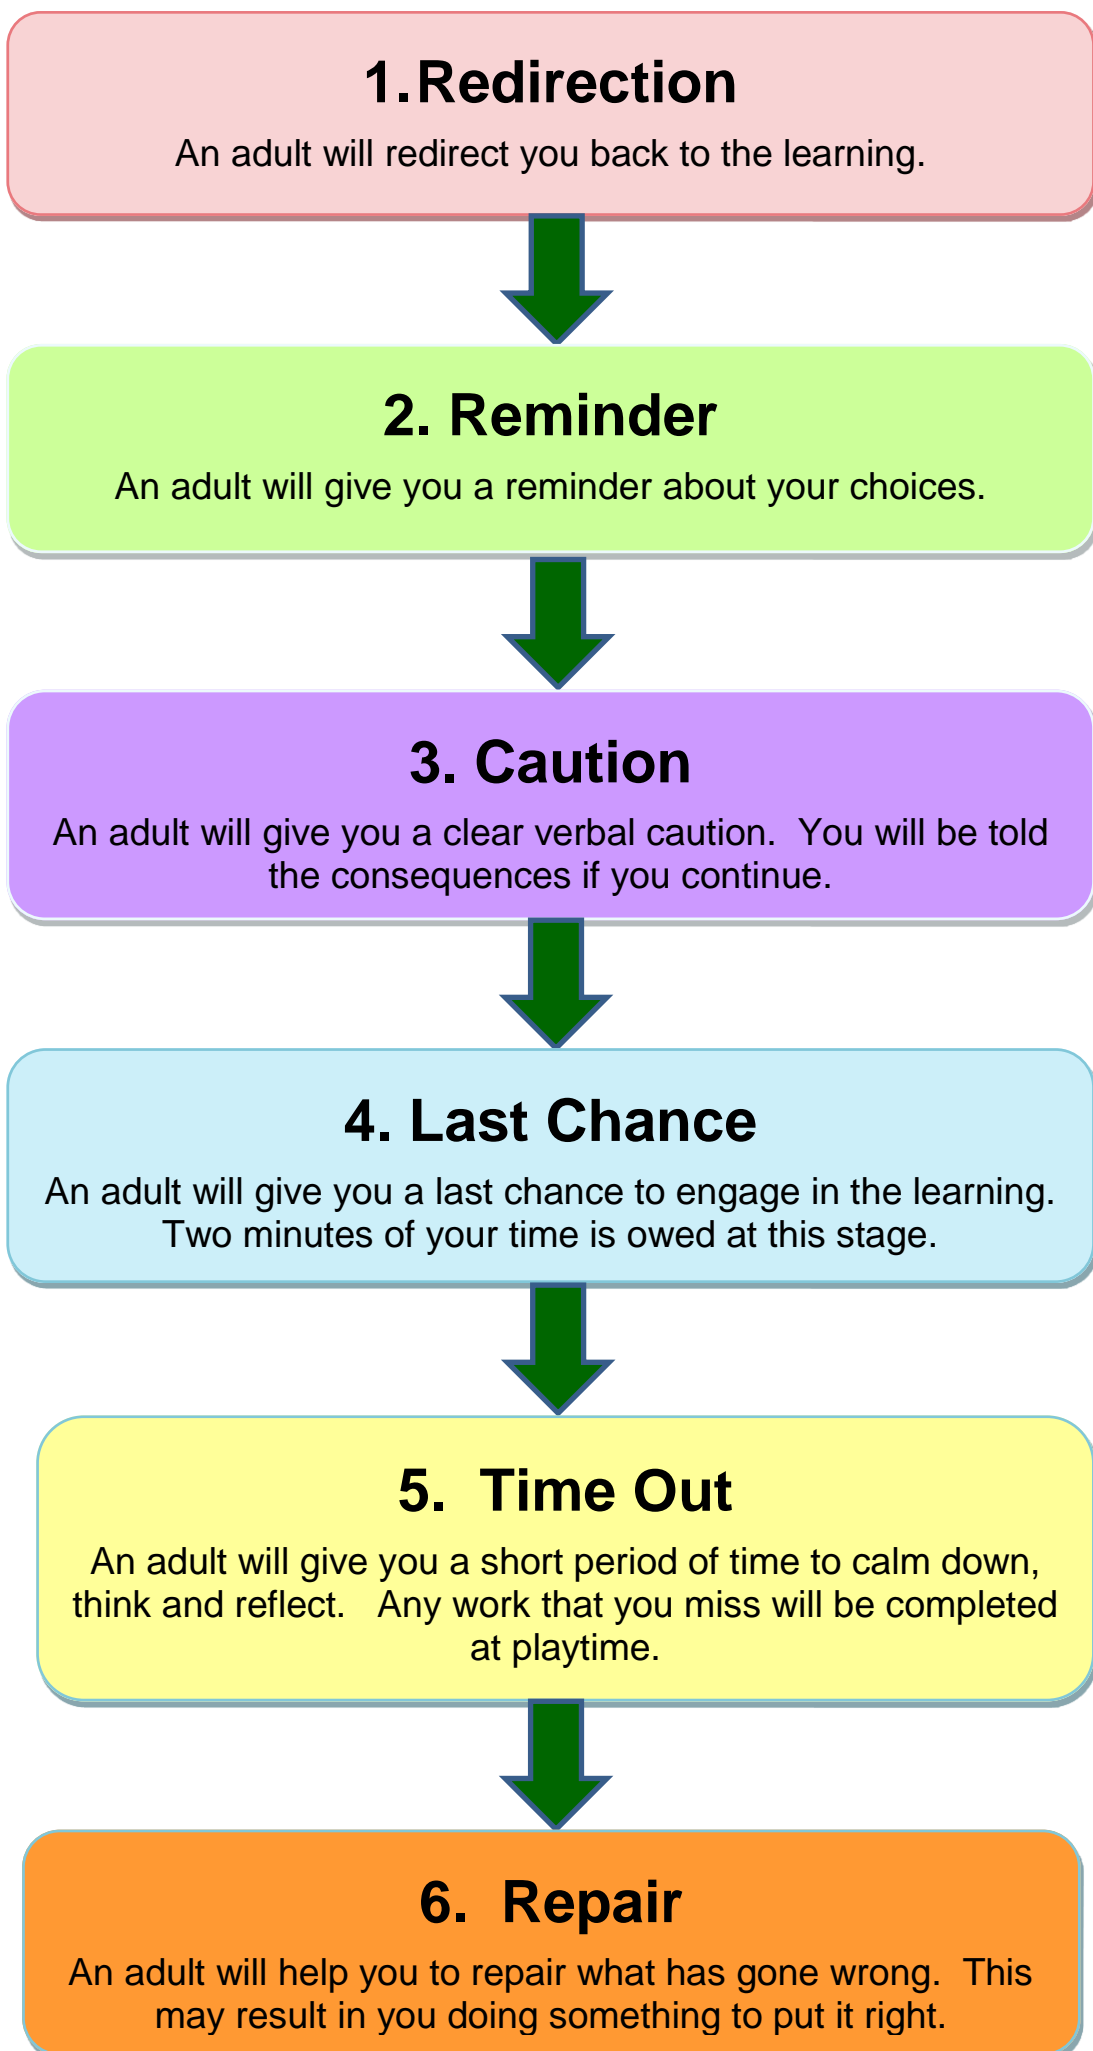 1.Redirection
An adult will redirect you back to the learning.
2. Reminder
An adult will give you a reminder about your choices.
3. Caution
An adult will give you a clear verbal caution.  You will be told
the consequences if you continue.
4. Last Chance
An adult will give you a last chance to engage in the learning.
Two minutes of your time is owed at this stage.
5.  Time Out
An adult will give you a short period of time to calm down,
think and reflect.   Any work that you miss will be completed
at playtime.
6.  Repair
An adult will help you to repair what has gone wrong.  This
may result in you doing something to put it right.